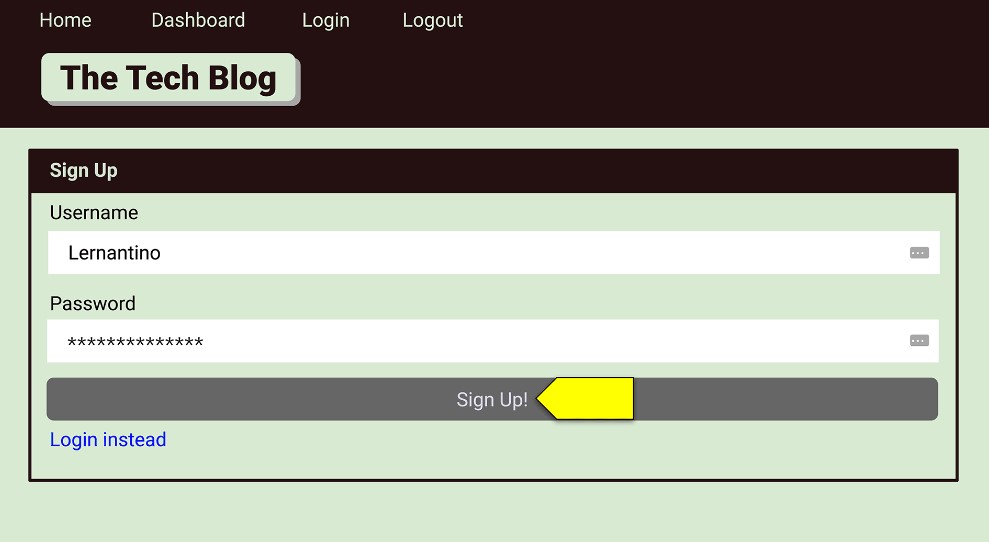 Home Dashboard Login Logout
The Tech Blog
Sign Up
Username
Lernantino
Password
**************
Sign Up!
Login instead